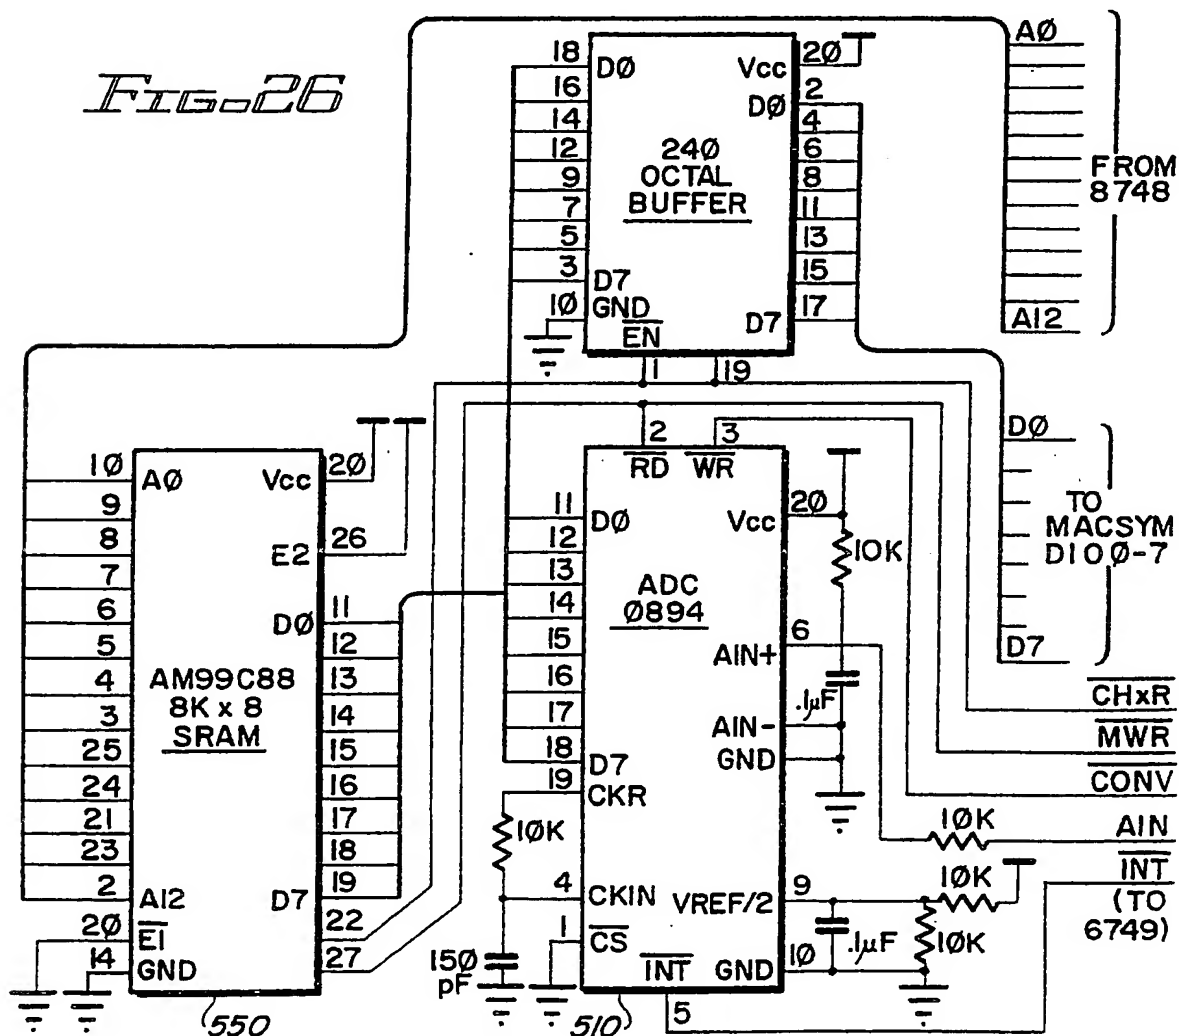 FIG. 26
18 D0
16
14
12
9
7
5
3 D7
10 GND
EN
1
19
240
OCTAL
BUFFER
Vcc 20
D0 2
4
6
8
11
13
15
D7 17
A0
A12
FROM
8748
D0
D7
TO
MACSYM
DIO 0-7
CHxR
MWR
CONV
AIN
INT
(TO
6749)
10 A0
9
8
7
6
5
4
3
25
24
21
23
2 A12
20 E1
14 GND
AM99C88
8K x 8
SRAM
Vcc 20
E2 26
D0 11
12
13
14
15
16
17
18
D7 19
22
27
550
2 3
RD WR
11 D0
12
13
14
15
16
17
18 D7
19 CKR
4 CKIN
1 CS
INT
5
ADC
0894
Vcc 20
AIN+ 6
AIN-
GND
VREF/2 9
GND 10
510
10K
.1µF
10K
10K
10K
.1µF
10K
150
pF